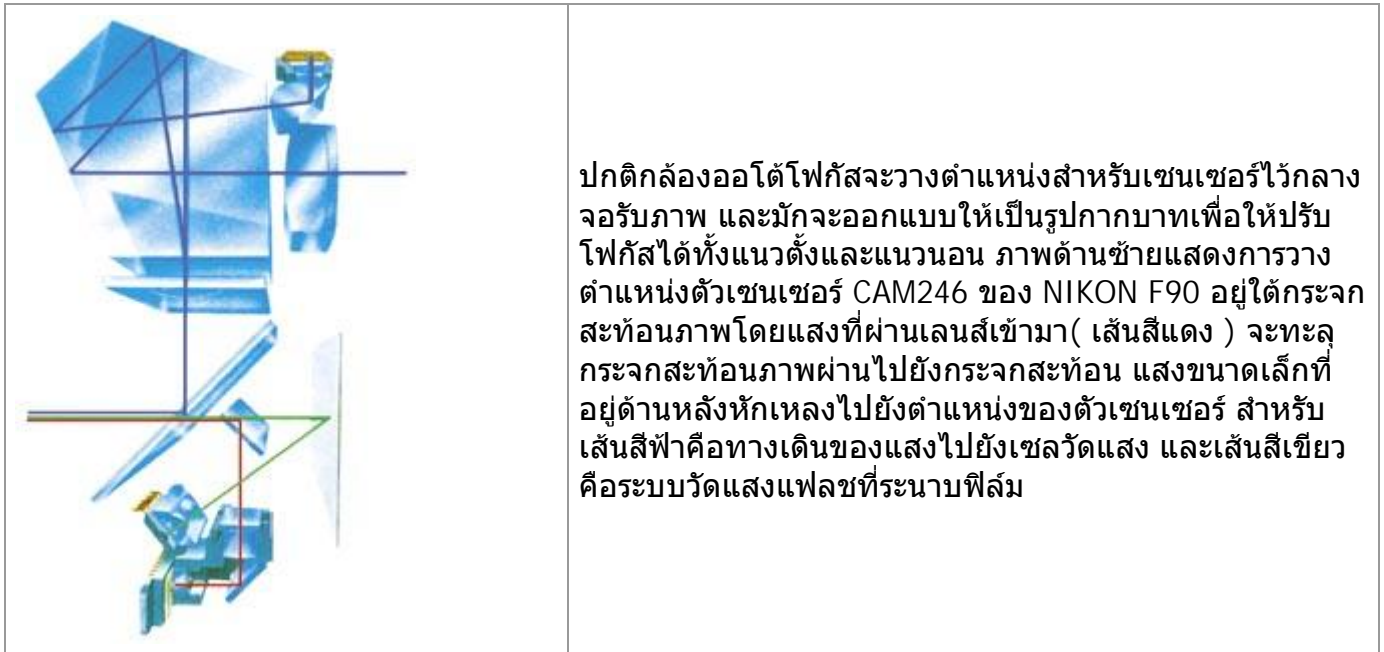 ปกติกล้องออโต้โฟกัสจะวางตำแหน่งสำหรับเซนเซอร์ไว้กลาง
จอรับภาพ และมักจะออกแบบให้เป็นรูปกากบาทเพื่อให้ปรับ
โฟกัสได้ทั้งแนวตั้งและแนวนอน ภาพด้านซ้ายแสดงการวาง
ตำแหน่งตัวเซนเซอร์ CAM246 ของ NIKON F90 อยู่ใต้กระจก
สะท้อนภาพโดยแสงที่ผ่านเลนส์เข้ามา( เส้นสีแดง ) จะทะลุ
กระจกสะท้อนภาพผ่านไปยังกระจกสะท้อน แสงขนาดเล็กที่
อยู่ด้านหลังหักเหลงไปยังตำแหน่งของตัวเซนเซอร์ สำหรับ
เส้นสีฟ้าคือทางเดินของแสงไปยังเซลวัดแสง และเส้นสีเขียว
คือระบบวัดแสงแฟลชที่ระนาบฟิล์ม